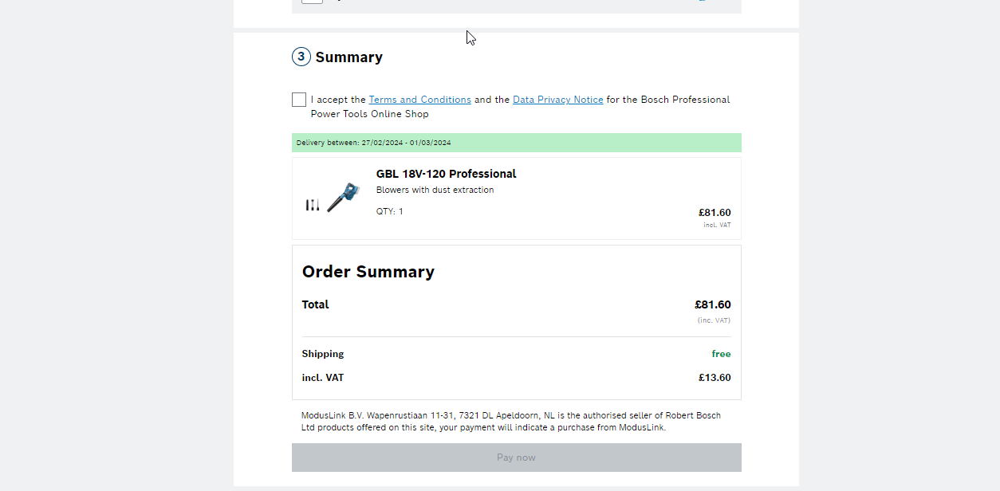 3 Summary
I accept the Terms and Conditions and the Data Privacy Notice for the Bosch Professional
Power Tools Online Shop
Delivery between: 27/02/2024 - 01/03/2024
GBL 18V-120 Professional
Blowers with dust extraction
QTY: 1
£81.60
incl. VAT
Order Summary
Total £81.60
(inc. VAT)
Shipping free
incl. VAT £13.60
ModusLink B.V. Wapenrustiaan 11-31, 7321 DL Apeldoorn, NL is the authorised seller of Robert Bosch
Ltd products offered on this site, your payment will indicate a purchase from ModusLink.
Pay now